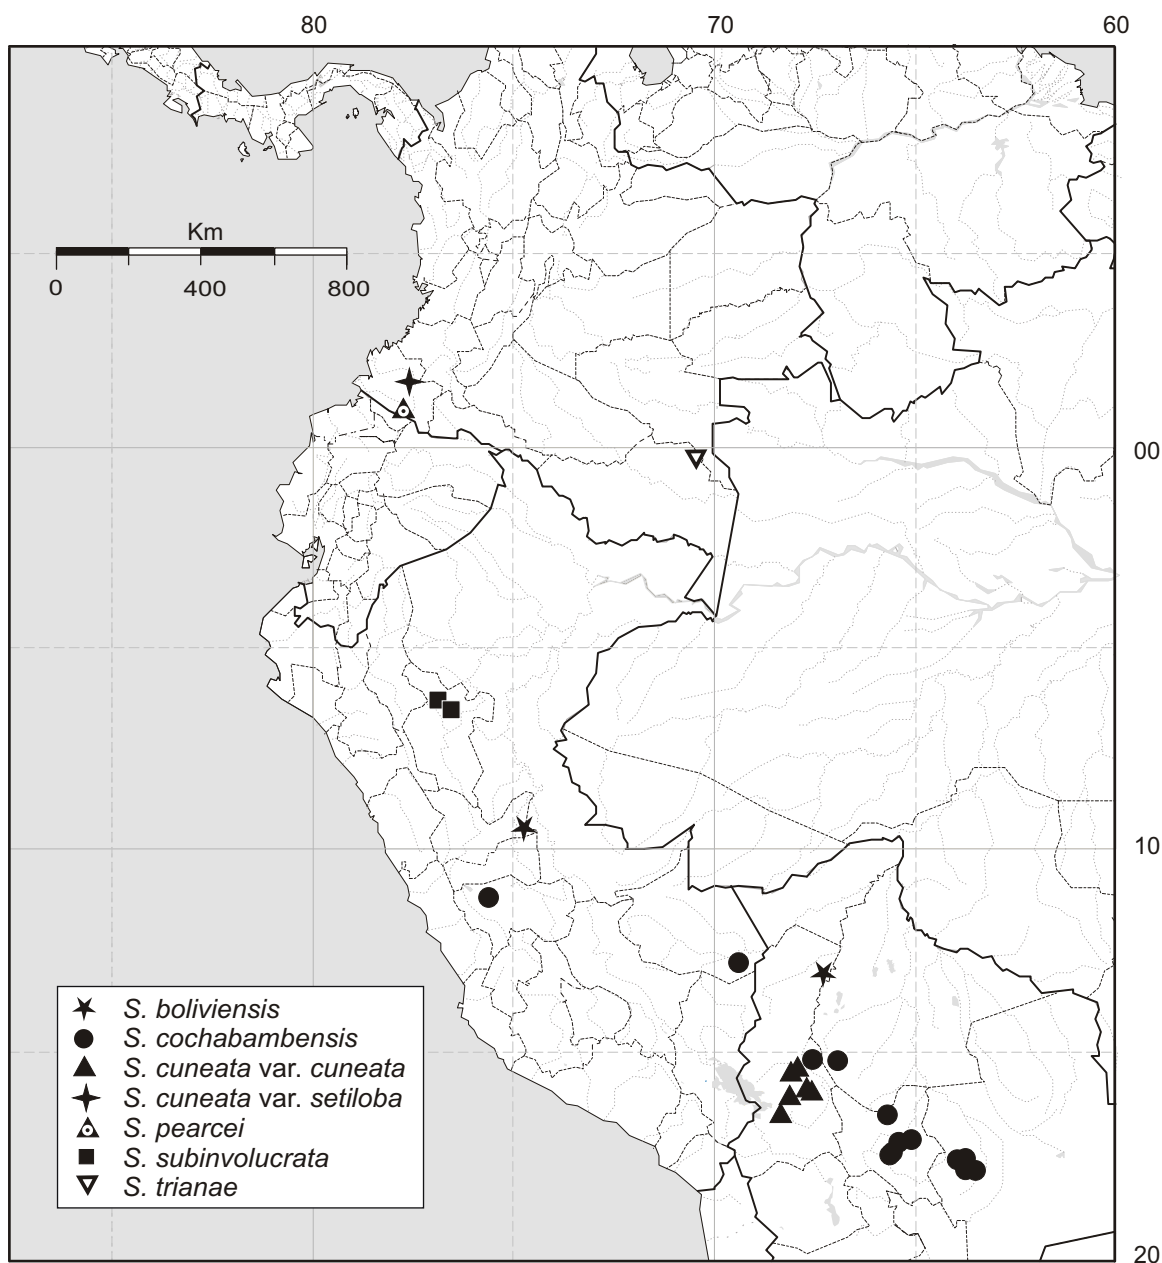 80 70 60
Km
0 400 800
00
10
S. boliviensis
S. cochabambensis
S. cuneata var. cuneata
S. cuneata var. setiloba
S. pearcei
S. subinvolucrata
S. trianae
20